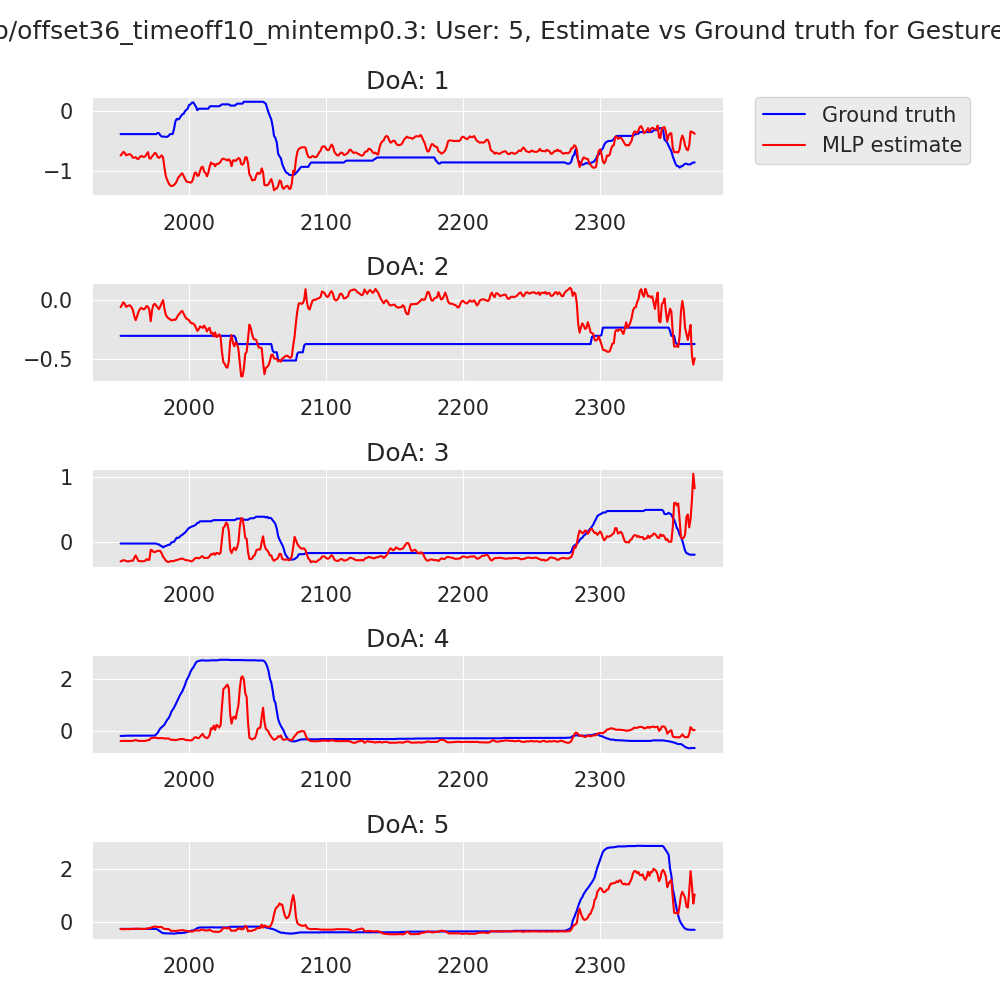 o/offset36_timeoff10_mintemp0.3: User: 5, Estimate vs Ground truth for Gesture
DoA: 1
0
−1
2000 2100 2200 2300
Ground truth
MLP estimate
DoA: 2
0.0
−0.5
2000 2100 2200 2300
DoA: 3
1
0
2000 2100 2200 2300
DoA: 4
2
0
2000 2100 2200 2300
DoA: 5
2
0
2000 2100 2200 2300